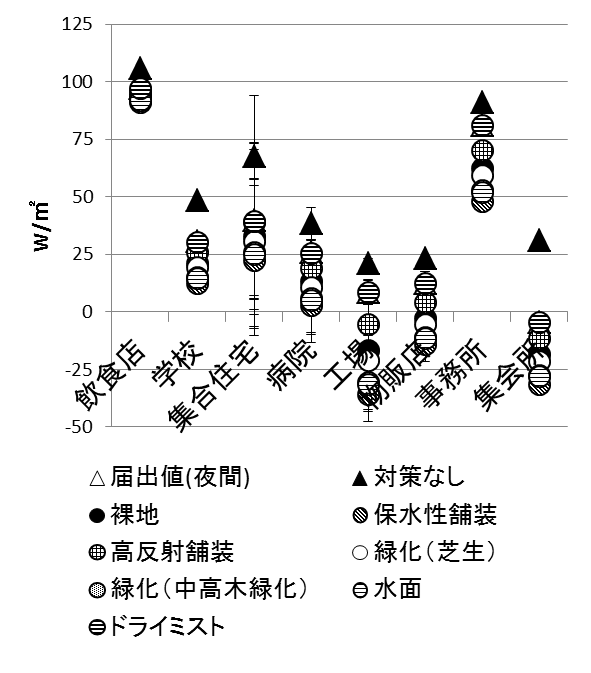 125
100
75
50
25
0
-25
-50
W/㎡
飲食店
学校
集合住宅
病院
工場
物販店
事務所
集会所
届出値(夜間) 対策なし
裸地 保水性舗装
高反射舗装 緑化（芝生）
緑化（中高木緑化） 水面
ドライミスト